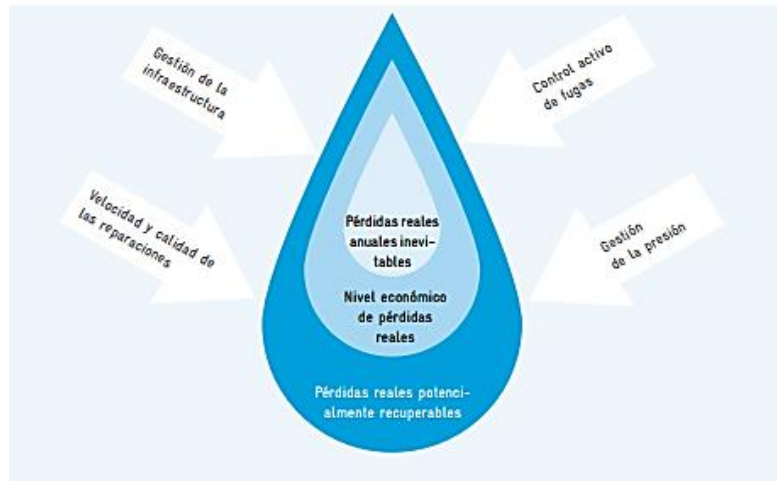 Gestión de la
infraestructura
Control activo
de fugas
Velocidad y calidad de
las reparaciones
Gestión
de la presión
Pérdidas reales
anuales inevi-
tables
Nivel económico
de pérdidas
reales
Pérdidas reales potenci-
almente recuperables